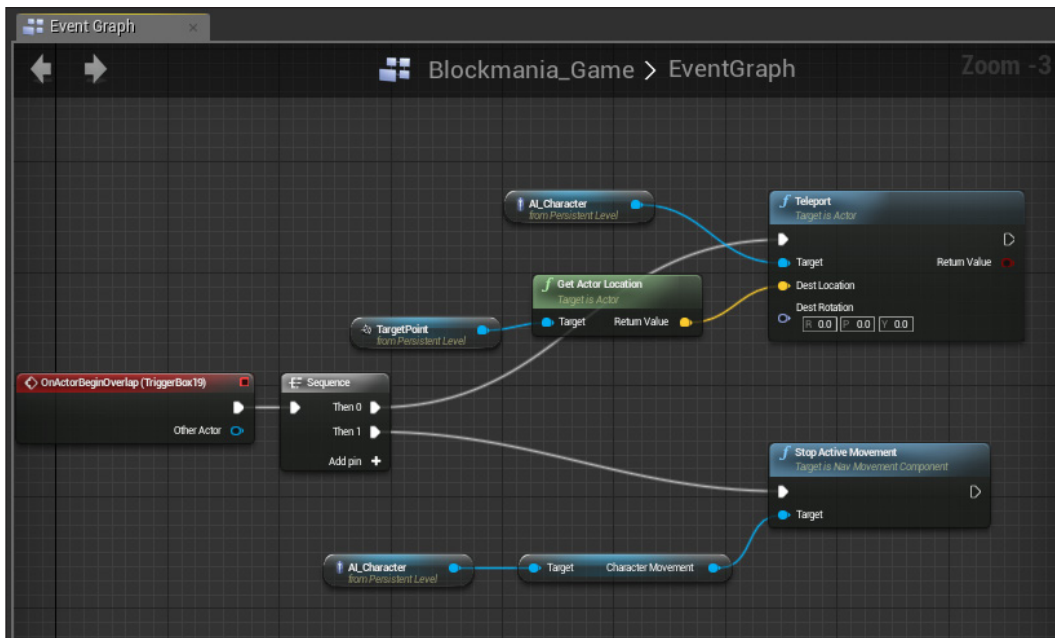 Event Graph
Blockmania_Game > EventGraph
Zoom -3
AI_Character
from Persistent Level
Teleport
Target is Actor
Target
Return Value
Dest Location
Dest Rotation
R 0.0 P 0.0 Y 0.0
Get Actor Location
Target is Actor
Target Return Value
TargetPoint
from Persistent Level
OnActorBeginOverlap (TriggerBox19)
Other Actor
Sequence
Then 0
Then 1
Add pin
Stop Active Movement
Target is Nav Movement Component
Target
AI_Character
from Persistent Level
Target Character Movement